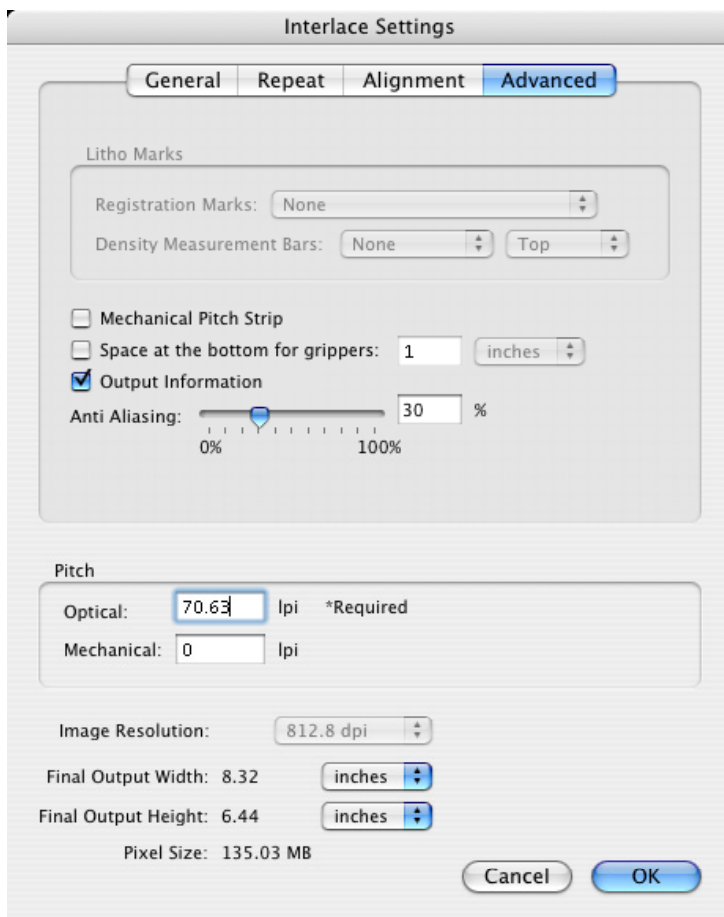 Interlace Settings
General Repeat Alignment Advanced
Litho Marks
Registration Marks: None
Density Measurement Bars: None Top
Mechanical Pitch Strip
Space at the bottom for grippers: 1 inches
Output Information
Anti Aliasing: 30 %
0% 100%
Pitch
Optical: 70.63 lpi *Required
Mechanical: 0 lpi
Image Resolution: 812.8 dpi
Final Output Width: 8.32 inches
Final Output Height: 6.44 inches
Pixel Size: 135.03 MB
Cancel OK